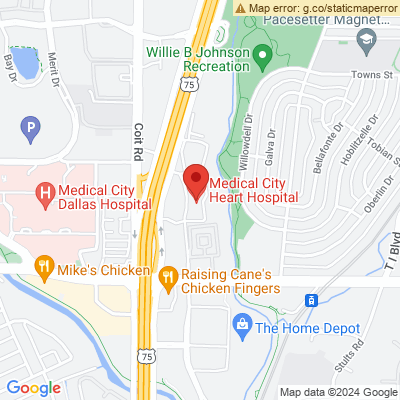 Map error: g.co/staticmaperror
Pacesetter Magnet...
Willie B Johnson
Recreation
Bay Dr
Merit Dr
75
Coit Rd
Towns St
Willowdell Dr
Galva Dr
Bellafonte Dr
Hoblitzelle Dr
Tobian St
Oberlin Dr
P
H
Medical City
Dallas Hospital
Medical City
Heart Hospital
T I Blvd
Mike's Chicken
Raising Cane's
Chicken Fingers
The Home Depot
75
Stults Rd
Google
Map data ©2024 Google